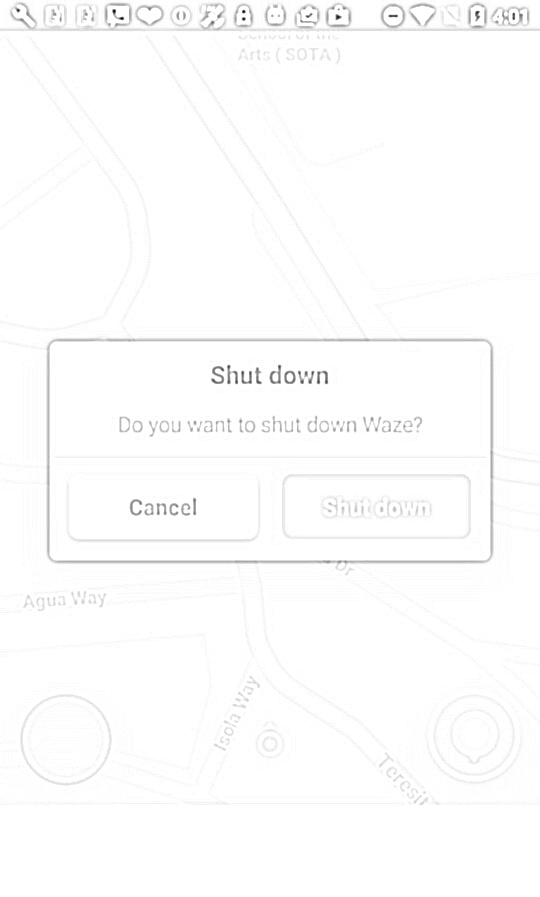 4:01
School of the
Arts ( SOTA )
Shut down
Do you want to shut down Waze?
Cancel
Shut down
Dr
Agua Way
Isola Way
Teresit